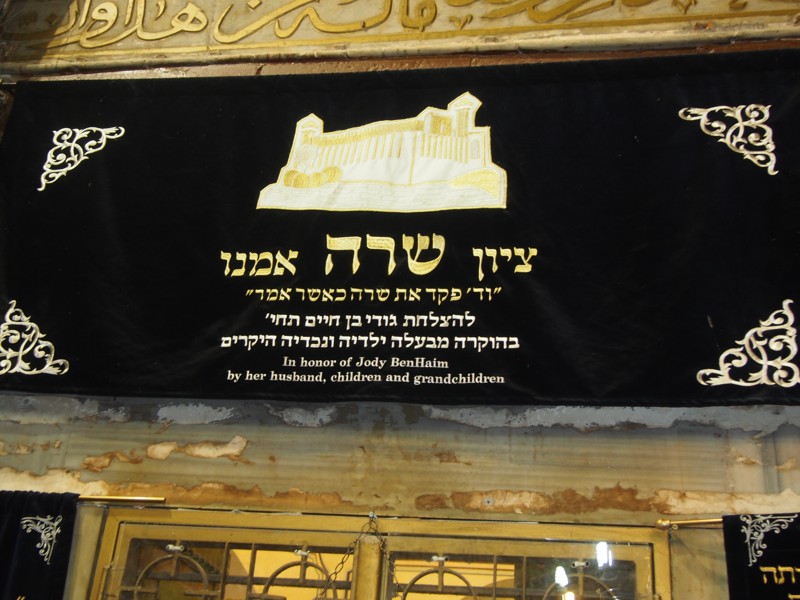 ציון שרה אמנו
"וד' פקד את שרה כאשר אמר"
להצלחת גודי בן חיים תחי'
בהוקרה מבעלה ילדיה ונכדיה היקרים
In honor of Jody BenHaim
by her husband, children and grandchildren